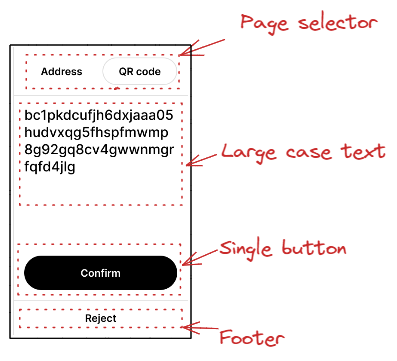 Page selector
Address QR code
bc1pkdcufjh6dxjaaa05
hudvxqg5fhspfmwmp
8g92gq8cv4gwwnmgr
fqfd4jlg
Large case text
Single button
Confirm
Reject
Footer